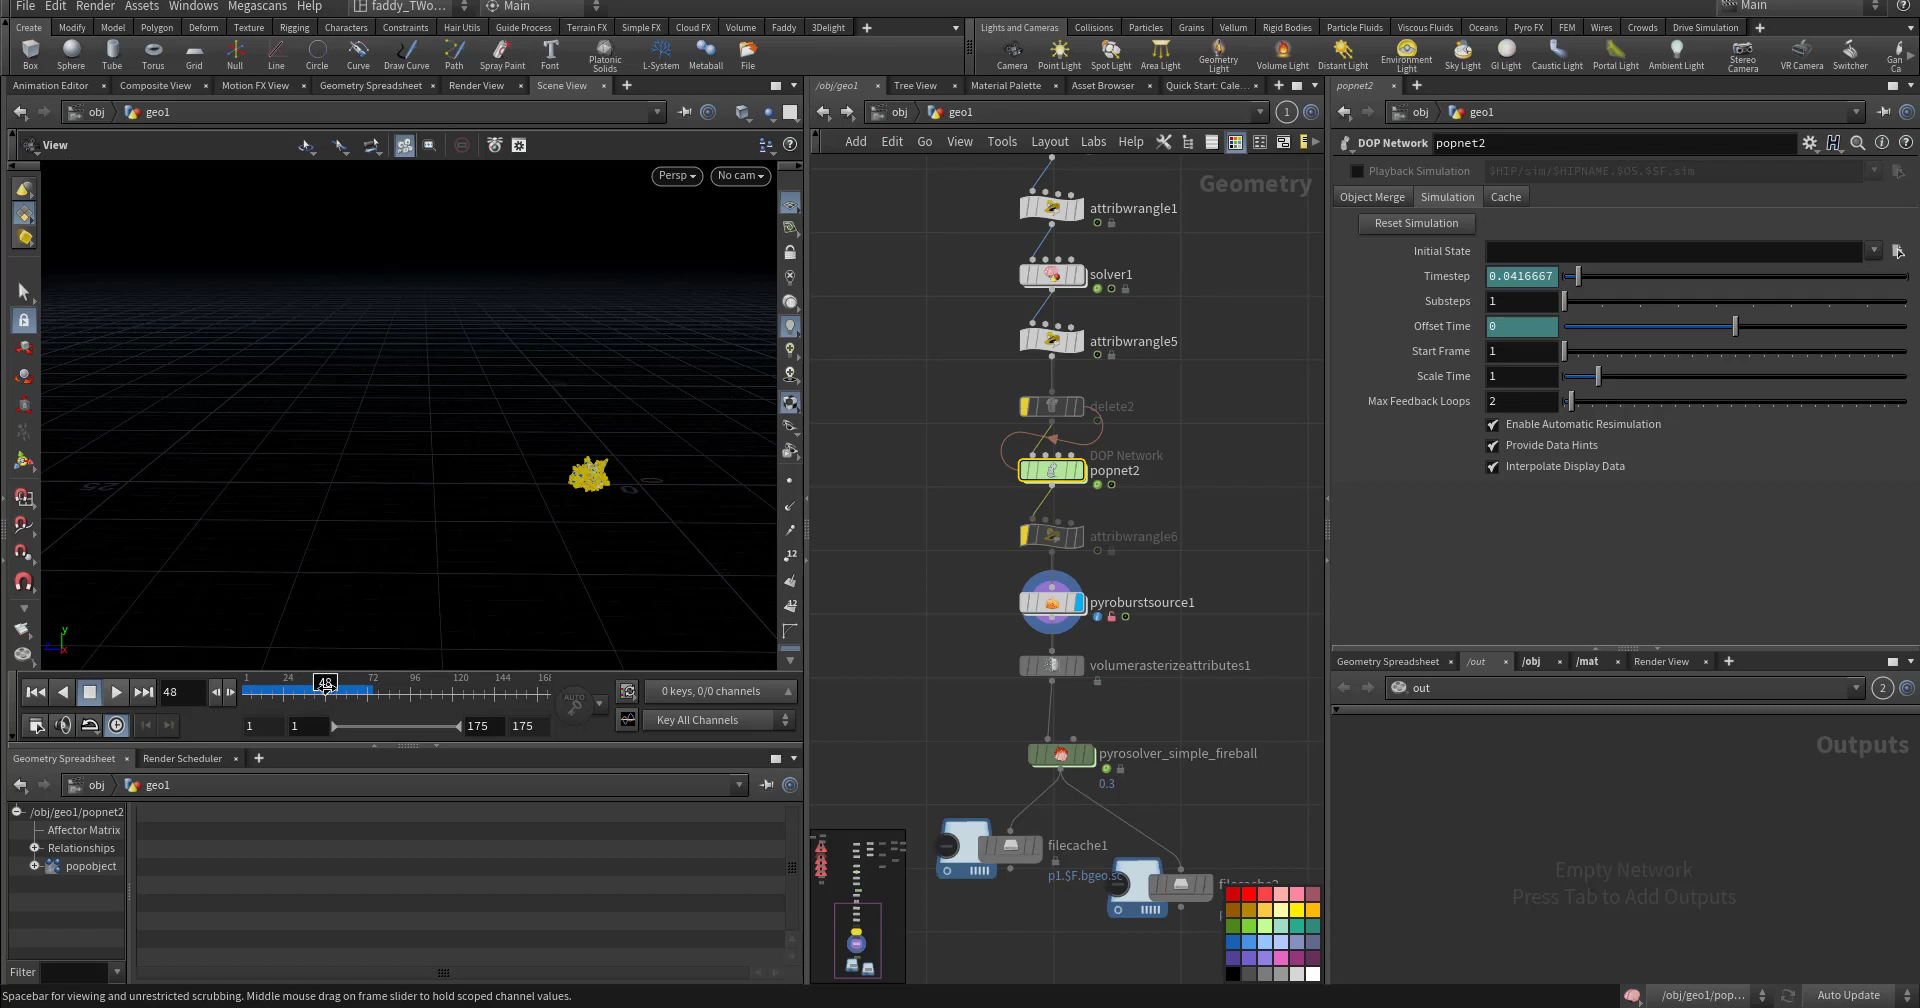 File Edit Render Assets Windows Megascans Help faddy_TWo... Main Main
Create Modify Model Polygon Deform Texture Rigging Characters Constraints Hair Utils Guide Process Terrain FX Simple FX Cloud FX Volume Faddy 3Delight
Lights and Cameras Collisions Particles Grains Vellum Rigid Bodies Particle Fluids Viscous Fluids Oceans Pyro FX FEM Wires Crowds Drive Simulation
Box Sphere Tube Torus Grid Null Line Circle Curve Draw Curve Path Spray Paint Font Platonic Solids L-System Metaball File
Camera Point Light Spot Light Area Light Geometry Light Volume Light Distant Light Environment Light Sky Light GI Light Caustic Light Portal Light Ambient Light Stereo Camera VR Camera Switcher Gan Ca
Animation Editor Composite View Motion FX View Geometry Spreadsheet Render View Scene View
obj geo1
View
Persp No cam
25
12
12
1 24 48 72 96 120 144 168
48
AUTO
0 keys, 0/0 channels
1 1 175 175
Key All Channels
Geometry Spreadsheet Render Scheduler
obj geo1
/obj/geo1/popnet2
Affector Matrix
Relationships
popobject
Filter
/obj/geo1 Tree View Material Palette Asset Browser Quick Start: Cale...
obj geo1 1
Add Edit Go View Tools Layout Labs Help
Geometry
attribwrangle1
solver1
attribwrangle5
delete2
DOP Network
popnet2
attribwrangle6
pyroburstsource1
volumerasterizeattributes1
pyrosolver_simple_fireball
0.3
filecache1
p1.$F.bgeo.sc
popnet2
obj geo1
DOP Network popnet2
Playback Simulation $HIP/sim/$HIPNAME.$OS.$SF.sim
Object Merge Simulation Cache
Reset Simulation
Initial State
Timestep 0.0416667
Substeps 1
Offset Time 0
Start Frame 1
Scale Time 1
Max Feedback Loops 2
Enable Automatic Resimulation
Provide Data Hints
Interpolate Display Data
Geometry Spreadsheet /out /obj /mat Render View
out 2
Outputs
Empty Network
Press Tab to Add Outputs
Spacebar for viewing and unrestricted scrubbing. Middle mouse drag on frame slider to hold scoped channel values.
/obj/geo1/pop... Auto Update